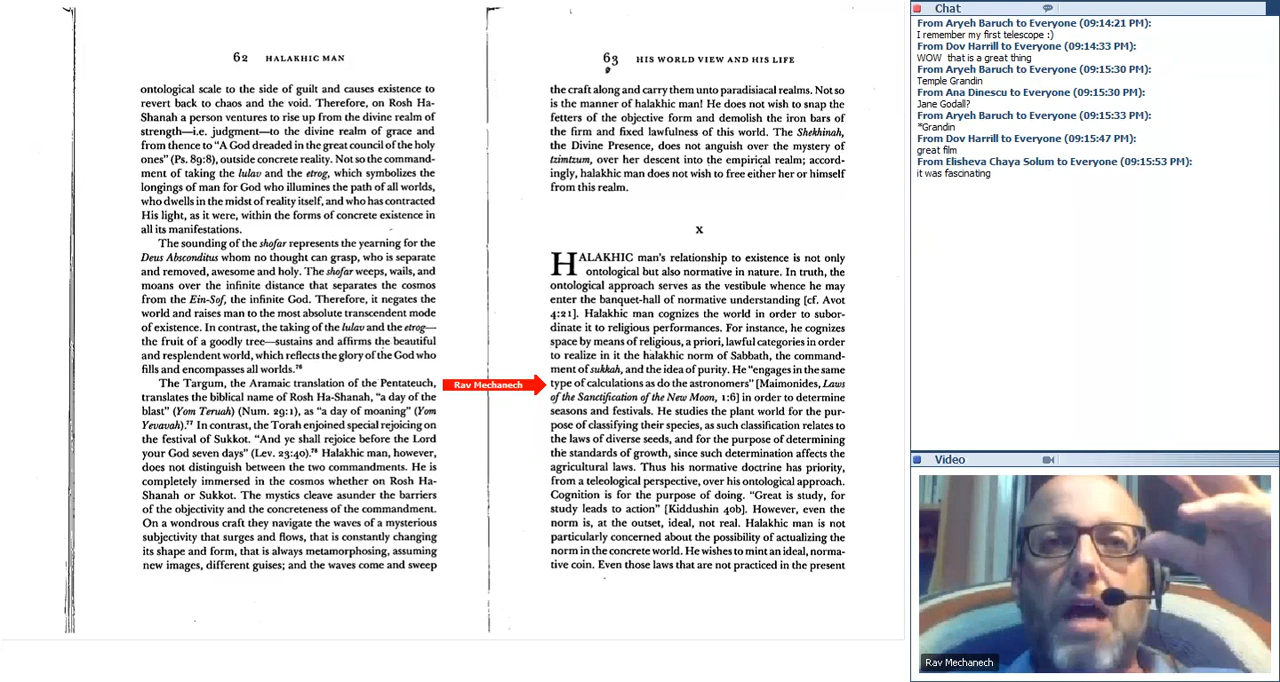 62 HALAKHIC MAN
ontological scale to the side of guilt and causes existence to
revert back to chaos and the void. Therefore, on Rosh Ha-
Shanah a person ventures to rise up from the divine realm of
strength—i.e. judgment—to the divine realm of grace and
from thence to "A God dreaded in the great council of the holy
ones" (Ps. 89:8), outside concrete reality. Not so the command-
ment of taking the lulav and the etrog, which symbolizes the
longings of man for God who illumines the path of all worlds,
who dwells in the midst of reality itself, and who has contracted
His light, as it were, within the forms of concrete existence in
all its manifestations.
The sounding of the shofar represents the yearning for the
Deus Absconditus whom no thought can grasp, who is separate
and removed, awesome and holy. The shofar weeps, wails, and
moans over the infinite distance that separates the cosmos
from the Ein-Sof, the infinite God. Therefore, it negates the
world and raises man to the most absolute transcendent mode
of existence. In contrast, the taking of the lulav and the etrog—
the fruit of a goodly tree—sustains and affirms the beautiful
and resplendent world, which reflects the glory of the God who
fills and encompasses all worlds.76
The Targum, the Aramaic translation of the Pentateuch,
translates the biblical name of Rosh Ha-Shanah, "a day of the
blast" (Yom Teruah) (Num. 29:1), as "a day of moaning" (Yom
Yevavah).77 In contrast, the Torah enjoined special rejoicing on
the festival of Sukkot. "And ye shall rejoice before the Lord
your God seven days" (Lev. 23:40).78 Halakhic man, however,
does not distinguish between the two commandments. He is
completely immersed in the cosmos whether on Rosh Ha-
Shanah or Sukkot. The mystics cleave asunder the barriers
of the objectivity and the concreteness of the commandment.
On a wondrous craft they navigate the waves of a mysterious
subjectivity that surges and flows, that is constantly changing
its shape and form, that is always metamorphosing, assuming
new images, different guises; and the waves come and sweep
63 HIS WORLD VIEW AND HIS LIFE
the craft along and carry them unto paradisiacal realms. Not so
is the manner of halakhic man! He does not wish to snap the
fetters of the objective form and demolish the iron bars of
the firm and fixed lawfulness of this world. The Shekhinah,
the Divine Presence, does not anguish over the mystery of
tzimtzum, over her descent into the empirical realm; accord-
ingly, halakhic man does not wish to free either her or himself
from this realm.
X
HALAKHIC man's relationship to existence is not only
ontological but also normative in nature. In truth, the
ontological approach serves as the vestibule whence he may
enter the banquet-hall of normative understanding [cf. Avot
4:21]. Halakhic man cognizes the world in order to subor-
dinate it to religious performances. For instance, he cognizes
space by means of religious, a priori, lawful categories in order
to realize in it the halakhic norm of Sabbath, the command-
ment of sukkah, and the idea of purity. He "engages in the same
type of calculations as do the astronomers" [Maimonides, Laws
of the Sanctification of the New Moon, 1:6] in order to determine
seasons and festivals. He studies the plant world for the pur-
pose of classifying their species, as such classification relates to
the laws of diverse seeds, and for the purpose of determining
the standards of growth, since such determination affects the
agricultural laws. Thus his normative doctrine has priority,
from a teleological perspective, over his ontological approach.
Cognition is for the purpose of doing. "Great is study, for
study leads to action" [Kiddushin 40b]. However, even the
norm is, at the outset, ideal, not real. Halakhic man is not
particularly concerned about the possibility of actualizing the
norm in the concrete world. He wishes to mint an ideal, norma-
tive coin. Even those laws that are not practiced in the present
Rav Mechanech
Chat
From Aryeh Baruch to Everyone (09:14:21 PM):
I remember my first telescope :)
From Dov Harrill to Everyone (09:14:33 PM):
WOW that is a great thing
From Aryeh Baruch to Everyone (09:15:30 PM):
Temple Grandin
From Ana Dinescu to Everyone (09:15:30 PM):
Jane Godall?
From Aryeh Baruch to Everyone (09:15:33 PM):
*Grandin
From Dov Harrill to Everyone (09:15:47 PM):
great film
From Elisheva Chaya Solum to Everyone (09:15:53 PM):
it was fascinating
Video
Rav Mechanech